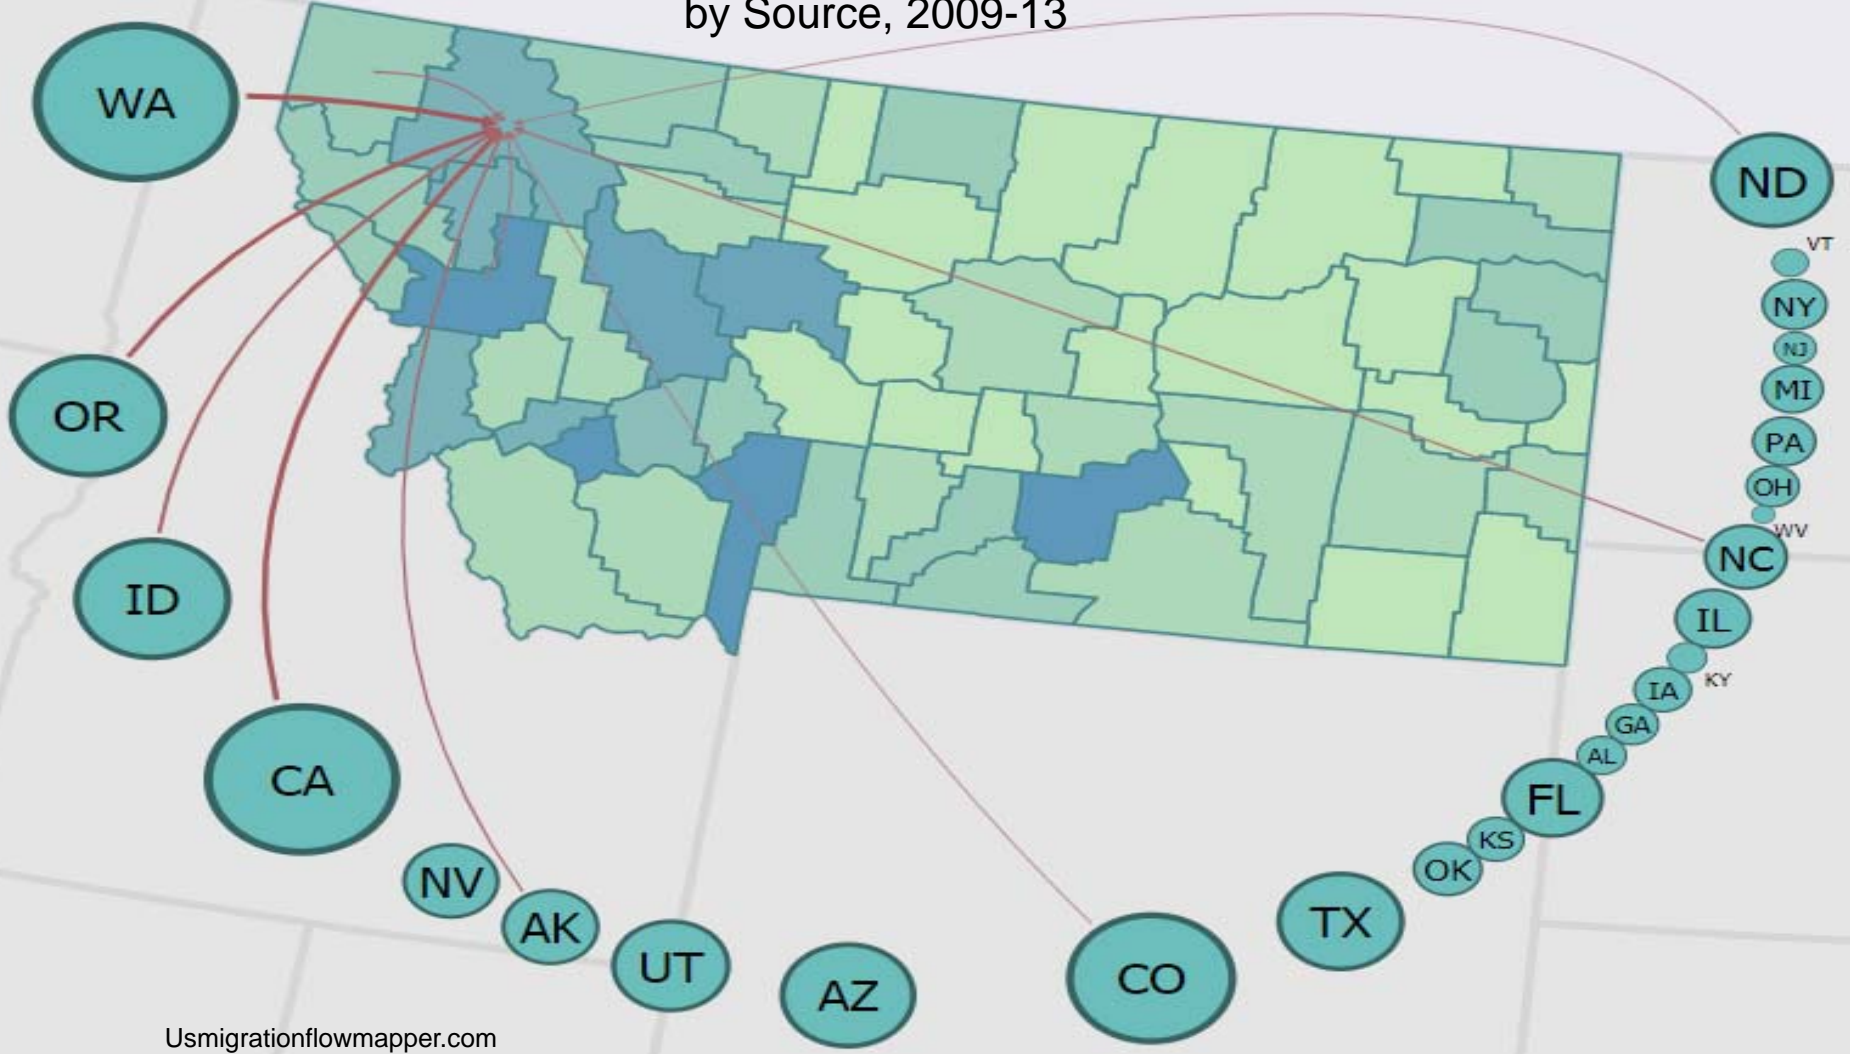 by Source, 2009-13
WA
ND
VT
NY
NJ
MI
OR
PA
OH
WV
NC
ID
IL
KY
IA
GA
AL
CA
FL
KS
OK
NV
TX
AK
UT
CO
AZ
Usmigrationflowmapper.com